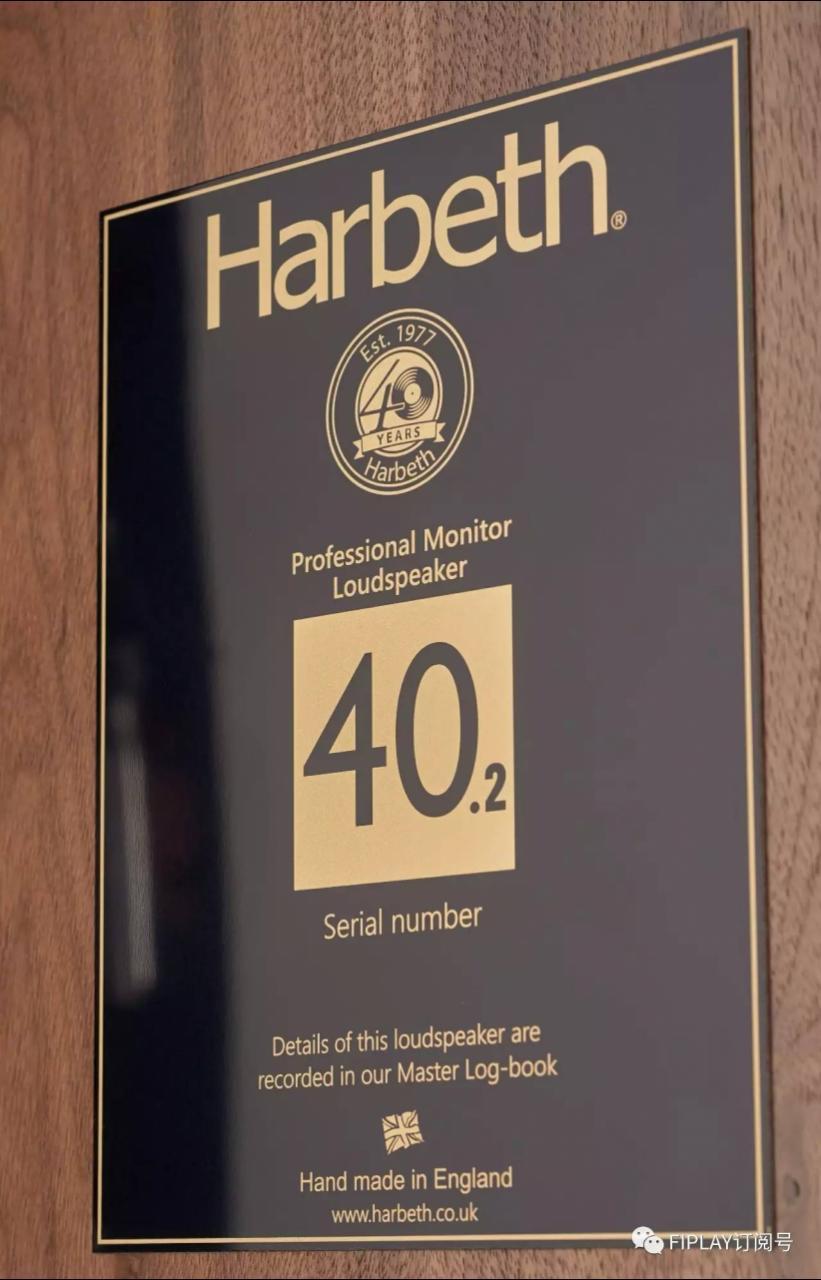 Harbeth®
Est. 1977
40
YEARS
Harbeth
Professional Monitor
Loudspeaker
40.2
Serial number
Details of this loudspeaker are
recorded in our Master Log-book
Hand made in England
www.harbeth.co.uk
FIPLAY订阅号